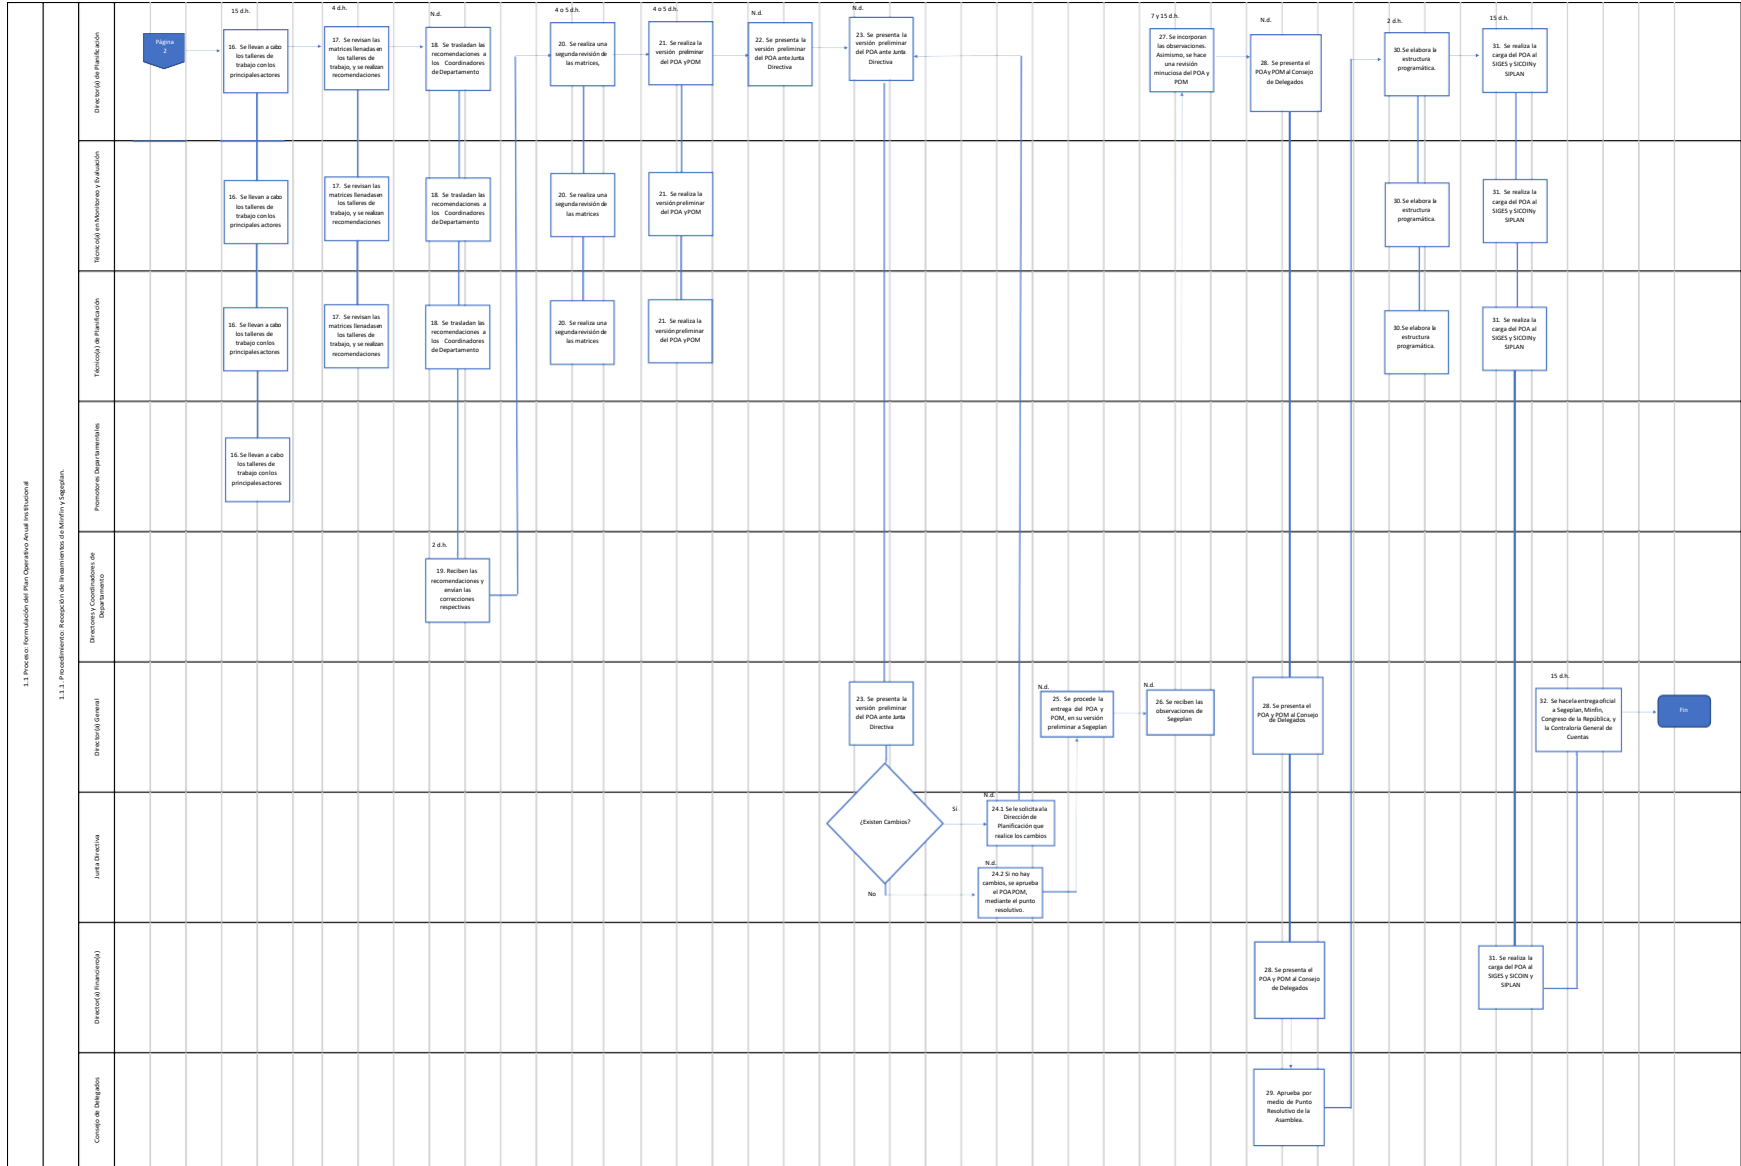 1.1 Proceso: Formulación del Plan Operativo Anual Institucional
1.1.1. Procedimiento: Recepción de lineamientos de Minfin y Segeplan.
Director(a) de Planificación
Página
2
15 d.h.
16. Se llevan a cabo
los talleres de
trabajo con los
principales actores
4 d.h.
17. Se revisan las
matrices llenadas en
los talleres de
trabajo, y se realizan
recomendaciones
N.d.
18. Se trasladan las
recomendaciones a
los Coordinadores
de Departamento
4 o 5 d.h.
20. Se realiza una
segunda revisión de
las matrices,
4 o 5 d.h.
21. Se realiza la
versión preliminar
del POA y POM
N.d.
22. Se presenta la
versión preliminar
del POA ante Junta
Directiva
N.d.
23. Se presenta la
versión preliminar
del POA ante Junta
Directiva
7 y 15 d.h.
27. Se incorporan
las observaciones.
Asimismo, se hace
una revisión
minuciosa del POA y
POM
N.d.
28. Se presenta el
POA y POM al Consejo
de Delegados
2 d.h.
30. Se elabora la
estructura
programática.
15 d.h.
31. Se realiza la
carga del POA al
SIGES y SICOIN y
SIPLAN
Técnico(a) en Monitoreo y Evaluación
16. Se llevan a cabo
los talleres de
trabajo con los
principales actores
17. Se revisan las
matrices llenadas en
los talleres de
trabajo, y se realizan
recomendaciones
18. Se trasladan las
recomendaciones a
los Coordinadores
de Departamento
20. Se realiza una
segunda revisión de
las matrices
21. Se realiza la
versión preliminar
del POA y POM
30. Se elabora la
estructura
programática.
31. Se realiza la
carga del POA al
SIGES y SICOIN y
SIPLAN
Técnico(a) de Planificación
16. Se llevan a cabo
los talleres de
trabajo con los
principales actores
17. Se revisan las
matrices llenadas en
los talleres de
trabajo, y se realizan
recomendaciones
18. Se trasladan las
recomendaciones a
los Coordinadores
de Departamento
20. Se realiza una
segunda revisión de
las matrices
21. Se realiza la
versión preliminar
del POA y POM
30. Se elabora la
estructura
programática.
31. Se realiza la
carga del POA al
SIGES y SICOIN y
SIPLAN
Promotores Departamentales
16. Se llevan a cabo
los talleres de
trabajo con los
principales actores
Directores y Coordinadores de
Departamento
2 d.h.
19. Reciben las
recomendaciones y
envían las
correcciones
respectivas
Director(a) General
23. Se presenta la
versión preliminar
del POA ante Junta
Directiva
N.d.
25. Se procede la
entrega del POA y
POM, en su versión
preliminar a Segeplan
N.d.
26. Se reciben las
observaciones de
Segeplan
28. Se presenta el
POA y POM al Consejo
de Delegados
15 d.h.
32. Se hace la entrega oficial
a Segeplan, Minfin,
Congreso de la República, y
la Contraloría General de
Cuentas
Fin
Junta Directiva
¿Existen Cambios?
Sí
No
N.d.
24.1 Se le solicita a la
Dirección de
Planificación que
realice los cambios
N.d.
24.2 Si no hay
cambios, se aprueba
el POA POM,
mediante el punto
resolutivo.
Director(a) Financiero(a)
28. Se presenta el
POA y POM al Consejo
de Delegados
31. Se realiza la
carga del POA al
SIGES y SICOIN y
SIPLAN
Consejo de Delegados
29. Aprueba por
medio de Punto
Resolutivo de la
Asamblea.